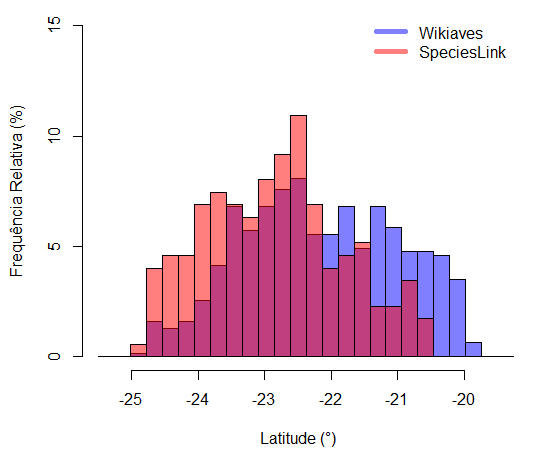 Wikiaves
SpeciesLink
Frequência Relativa (%)
15
10
5
0
-25 -24 -23 -22 -21 -20
Latitude (°)